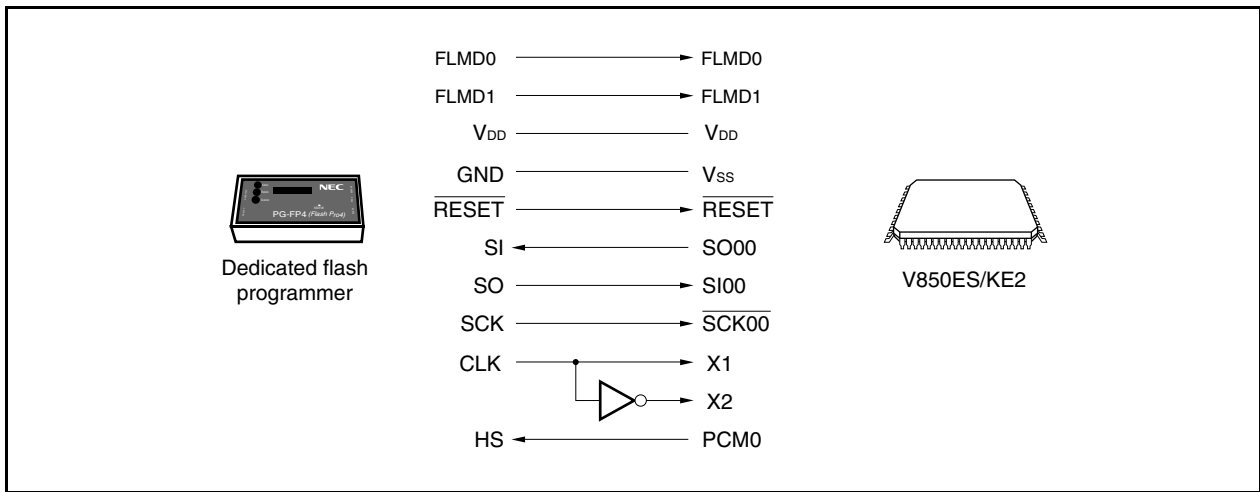 FLMD0 FLMD0
FLMD1 FLMD1
VDD VDD
GND VSS
RESET RESET
SI SO00
SO SI00
SCK SCK00
CLK X1
X2
HS PCM0
NEC
PG-FP4 (Flash Pro4)
Dedicated flash
programmer
V850ES/KE2